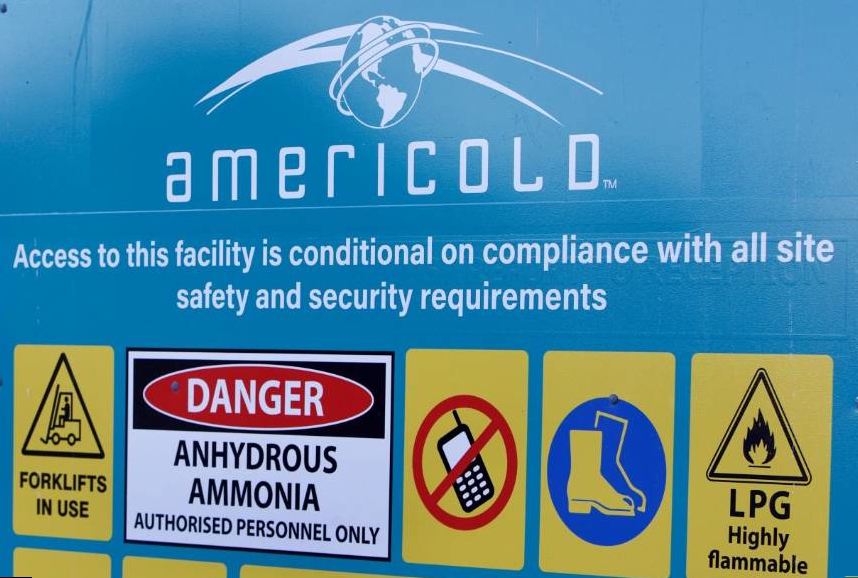 americold™
Access to this facility is conditional on compliance with all site
safety and security requirements
FORKLIFTS
IN USE
DANGER
ANHYDROUS
AMMONIA
AUTHORISED PERSONNEL ONLY
LPG
Highly
flammable